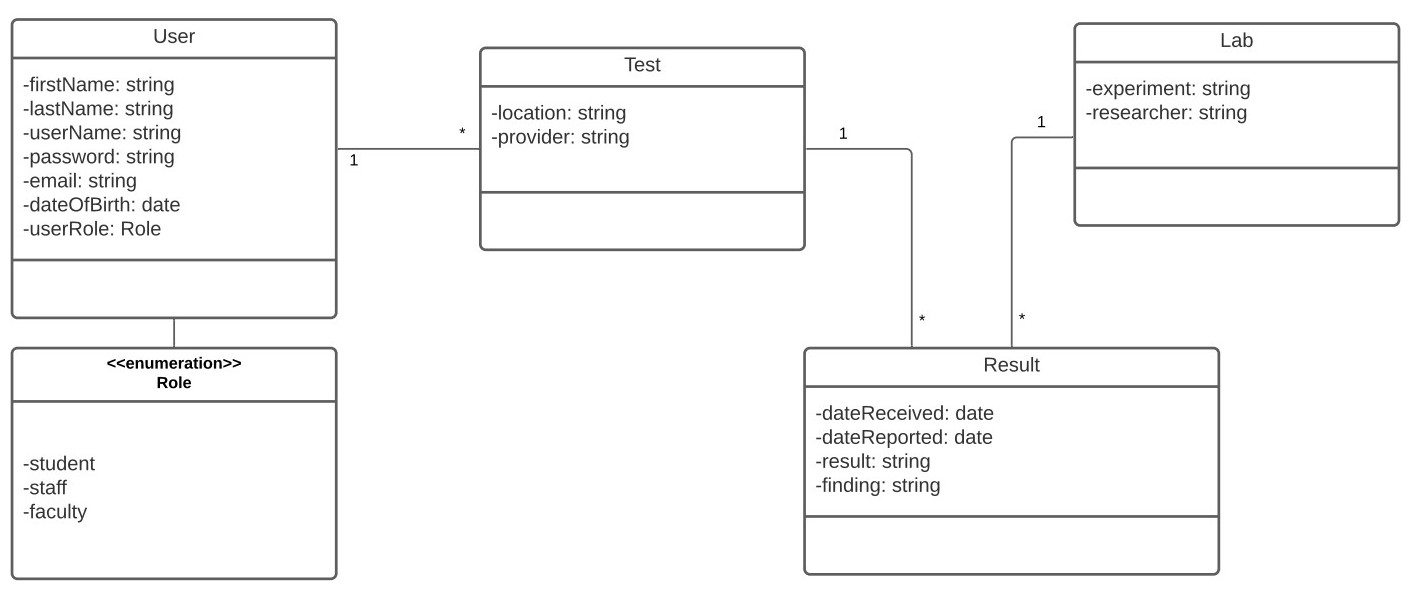 User
-firstName: string
-lastName: string
-userName: string
-password: string
-email: string
-dateOfBirth: date
-userRole: Role
1
*
<<enumeration>>
Role
-student
-staff
-faculty
Test
-location: string
-provider: string
1
*
Lab
-experiment: string
-researcher: string
1
*
Result
-dateReceived: date
-dateReported: date
-result: string
-finding: string